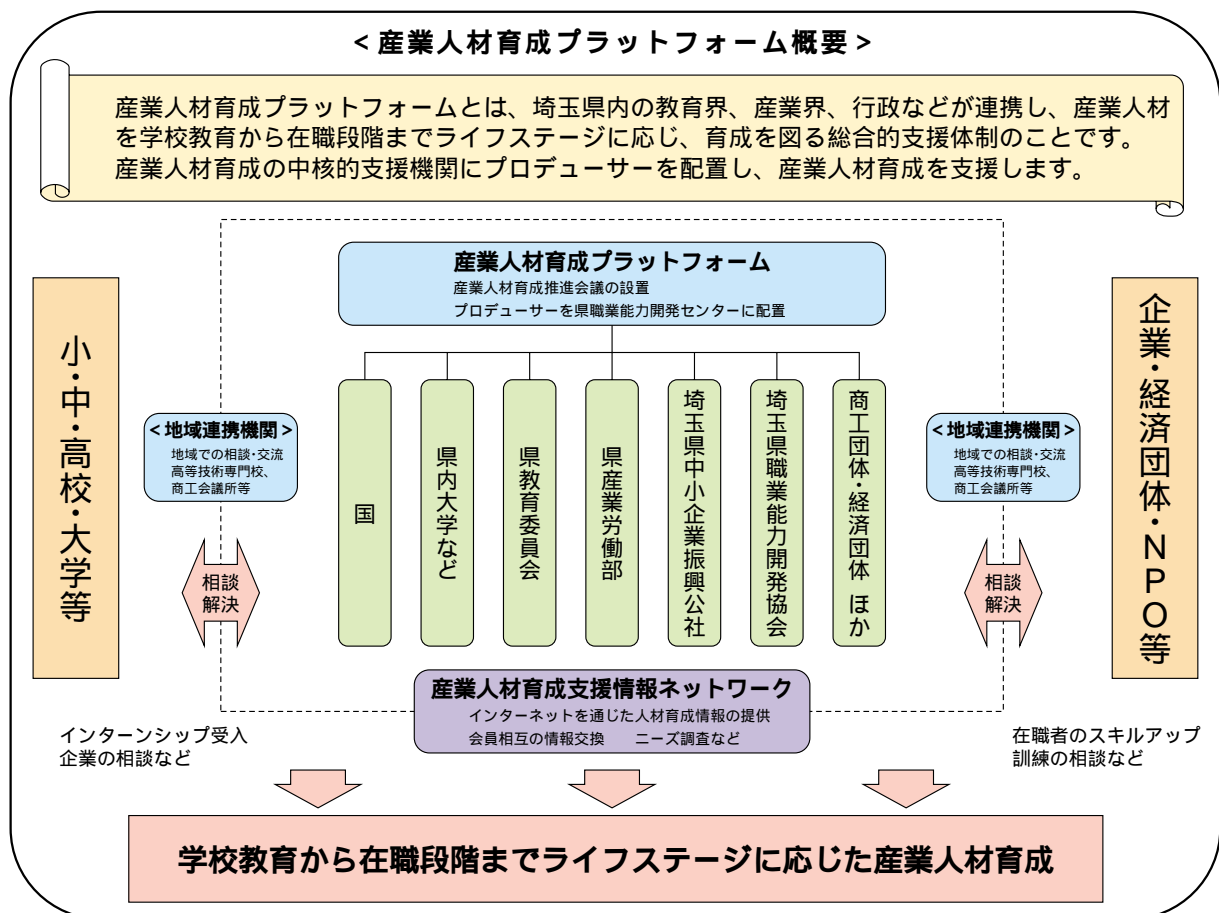 ＜産業人材育成プラットフォーム概要＞
産業人材育成プラットフォームとは、埼玉県内の教育界、産業界、行政などが連携し、産業人材
を学校教育から在職段階までライフステージに応じ、育成を図る総合的支援体制のことです。
産業人材育成の中核的支援機関にプロデューサーを配置し、産業人材育成を支援します。
産業人材育成プラットフォーム
産業人材育成推進会議の設置
プロデューサーを県職業能力開発センターに配置
小・中・高校・大学等
＜地域連携機関＞
地域での相談・交流
高等技術専門校、
商工会議所等
相談
解決
国
県内大学など
県教育委員会
県産業労働部
埼玉県中小企業振興公社
埼玉県職業能力開発協会
商工団体・経済団体 ほか
＜地域連携機関＞
地域での相談・交流
高等技術専門校、
商工会議所等
相談
解決
企業・経済団体・NPO等
産業人材育成支援情報ネットワーク
インターネットを通じた人材育成情報の提供
会員相互の情報交換　ニーズ調査など
インターンシップ受入
企業の相談など
在職者のスキルアップ
訓練の相談など
学校教育から在職段階までライフステージに応じた産業人材育成